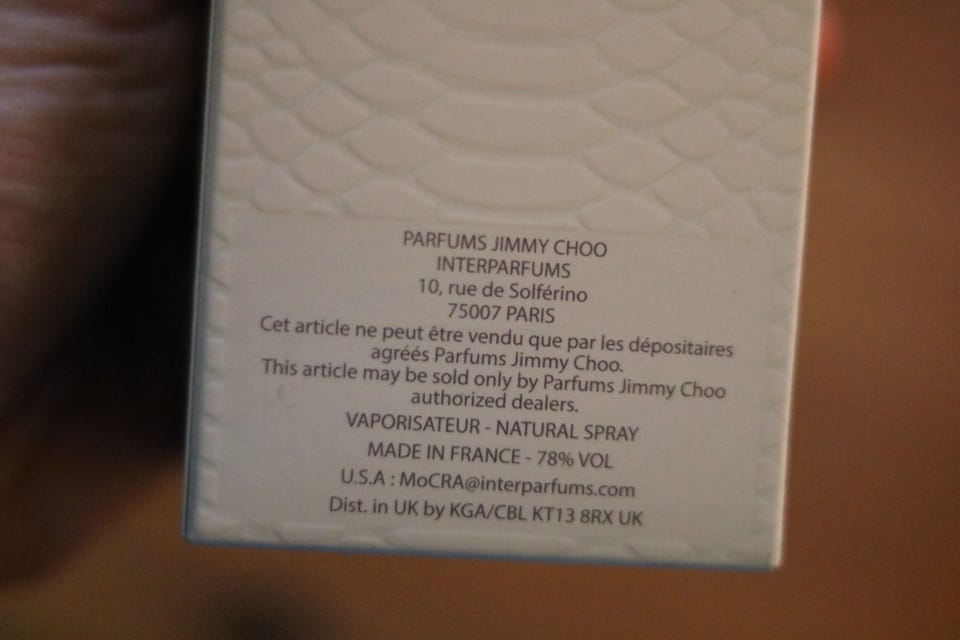 PARFUMS JIMMY CHOO
INTERPARFUMS
10, rue de Solférino
75007 PARIS
Cet article ne peut être vendu que par les dépositaires
agréés Parfums Jimmy Choo.
This article may be sold only by Parfums Jimmy Choo
authorized dealers.
VAPORISATEUR - NATURAL SPRAY
MADE IN FRANCE - 78% VOL
U.S.A : MoCRA@interparfums.com
Dist. in UK by KGA/CBL KT13 8RX UK